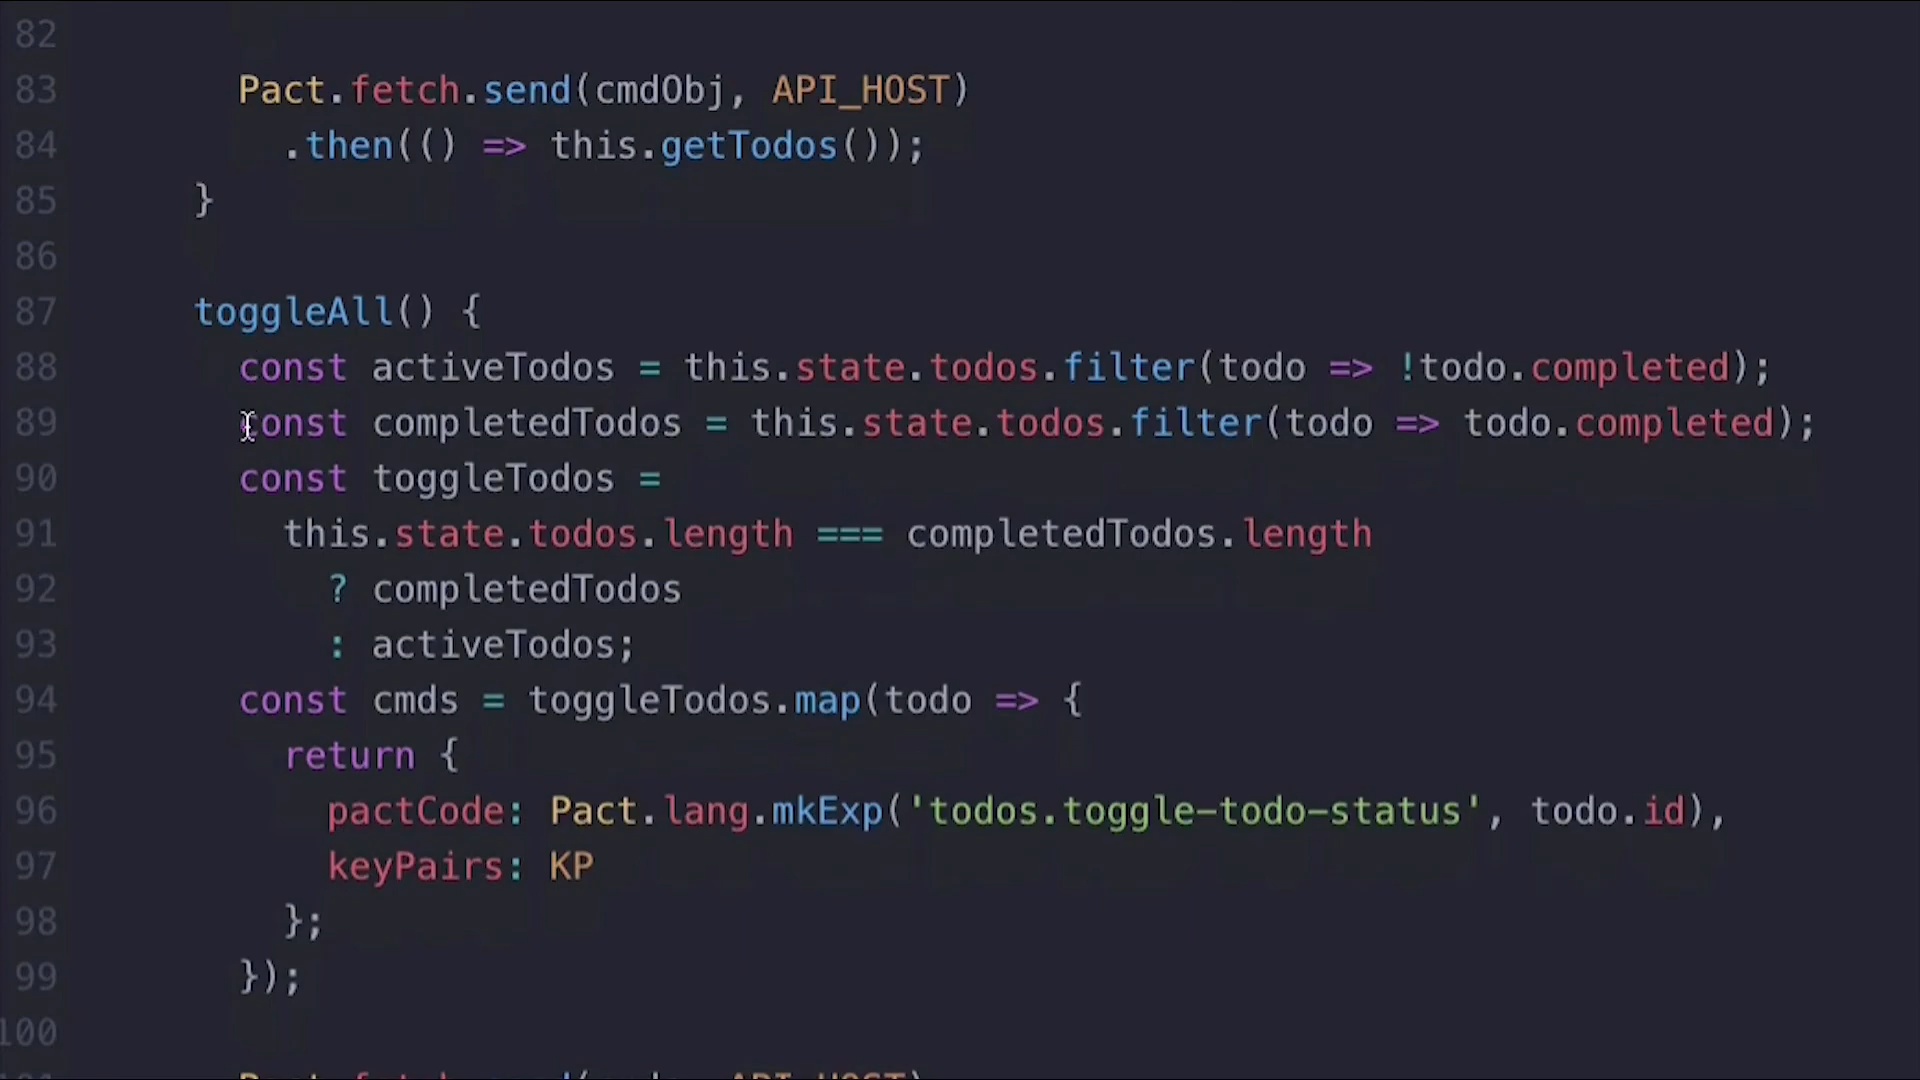 82
83 Pact.fetch.send(cmdObj, API_HOST)
84 .then(() => this.getTodos());
85 }
86
87 toggleAll() {
88 const activeTodos = this.state.todos.filter(todo => !todo.completed);
89 const completedTodos = this.state.todos.filter(todo => todo.completed);
90 const toggleTodos =
91 this.state.todos.length === completedTodos.length
92 ? completedTodos
93 : activeTodos;
94 const cmds = toggleTodos.map(todo => {
95 return {
96 pactCode: Pact.lang.mkExp('todos.toggle-todo-status', todo.id),
97 keyPairs: KP
98 };
99 });
100